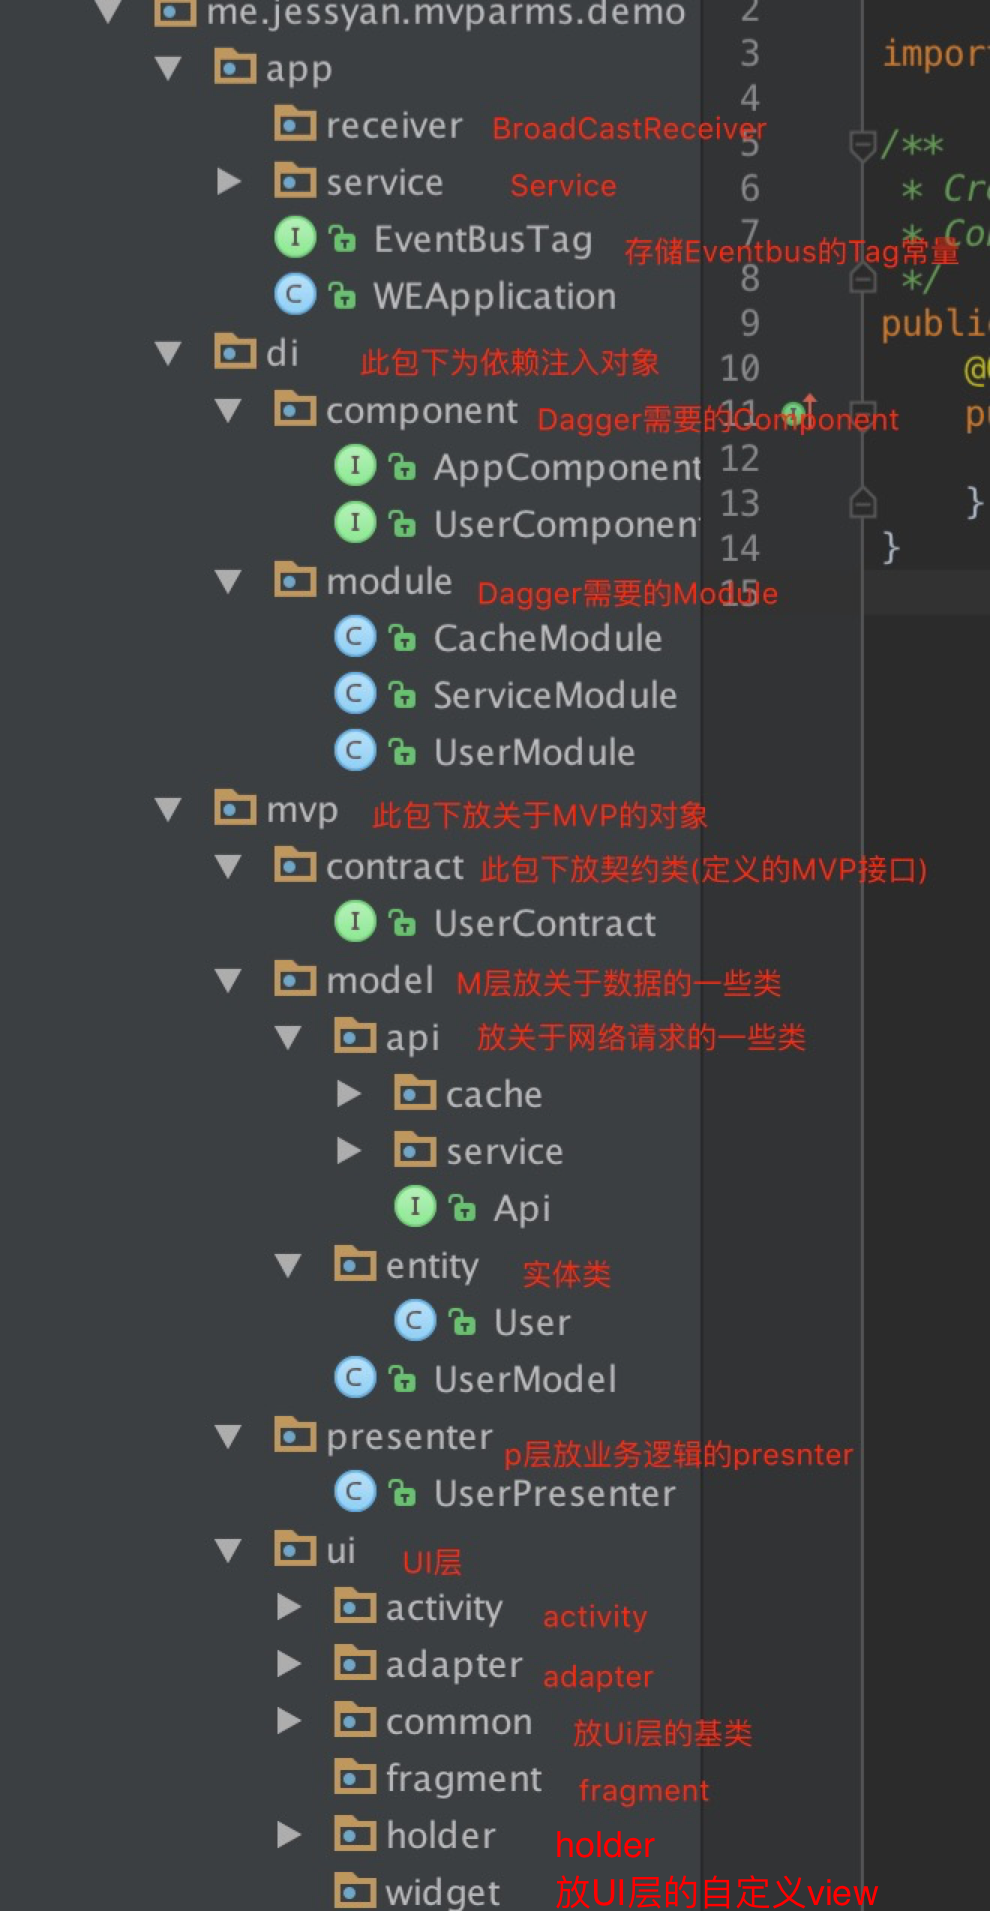 me.jessyan.mvparms.demo
2
app
3
impor
4
receiver BroadCastReceiver
5 /**
service Service
6 * Cr
EventBusTag 存储Eventbus的Tag常量
7 * Co
8 */
WEApplication
9 public
di 此包下为依赖注入对象
10 @
component Dagger需要的Component
11 pu
AppComponent
12
13 }
UserComponent
14 }
module Dagger需要的Module
15
CacheModule
ServiceModule
UserModule
mvp 此包下放关于MVP的对象
contract 此包下放契约类(定义的MVP接口)
UserContract
model M层放关于数据的一些类
api 放关于网络请求的一些类
cache
service
Api
entity 实体类
User
UserModel
presenter p层放业务逻辑的presnter
UserPresenter
ui UI层
activity activity
adapter adapter
common 放Ui层的基类
fragment fragment
holder holder
widget 放UI层的自定义view